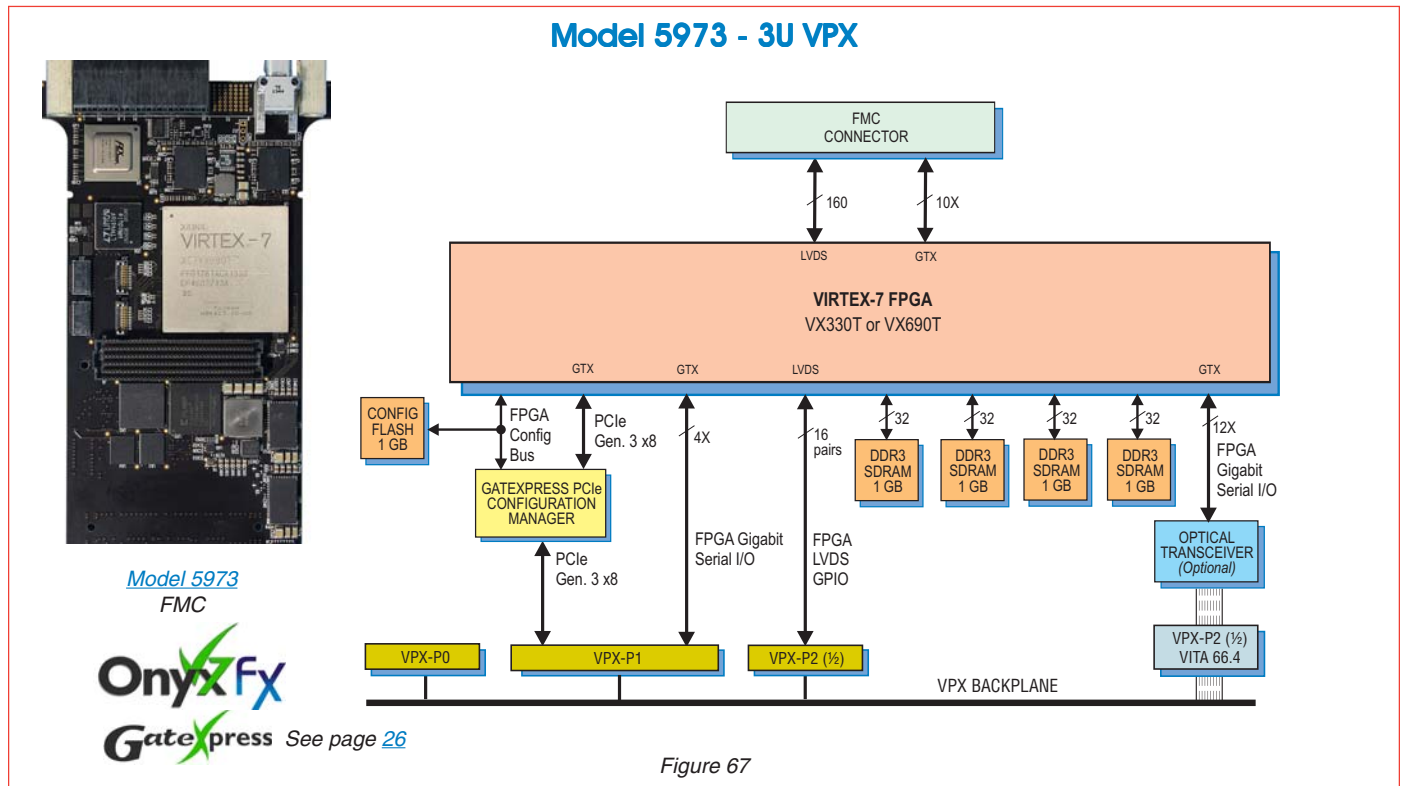 Model 5973 - 3U VPX
VIRTEX-7
Model 5973
FMC
Onyx7Fx
GateXpress
See page 26
FMC
CONNECTOR
160
10X
LVDS
GTX
VIRTEX-7 FPGA
VX330T or VX690T
GTX
GTX
LVDS
GTX
CONFIG
FLASH
1 GB
FPGA
Config
Bus
PCIe
Gen. 3 x8
4X
16
pairs
32
32
32
32
12X
DDR3
SDRAM
1 GB
DDR3
SDRAM
1 GB
DDR3
SDRAM
1 GB
DDR3
SDRAM
1 GB
FPGA
Gigabit
Serial I/O
GATEXPRESS PCIe
CONFIGURATION
MANAGER
PCIe
Gen. 3 x8
FPGA Gigabit
Serial I/O
FPGA
LVDS
GPIO
OPTICAL
TRANSCEIVER
(Optional)
VPX-P0
VPX-P1
VPX-P2 (½)
VPX-P2 (½)
VITA 66.4
VPX BACKPLANE
Figure 67